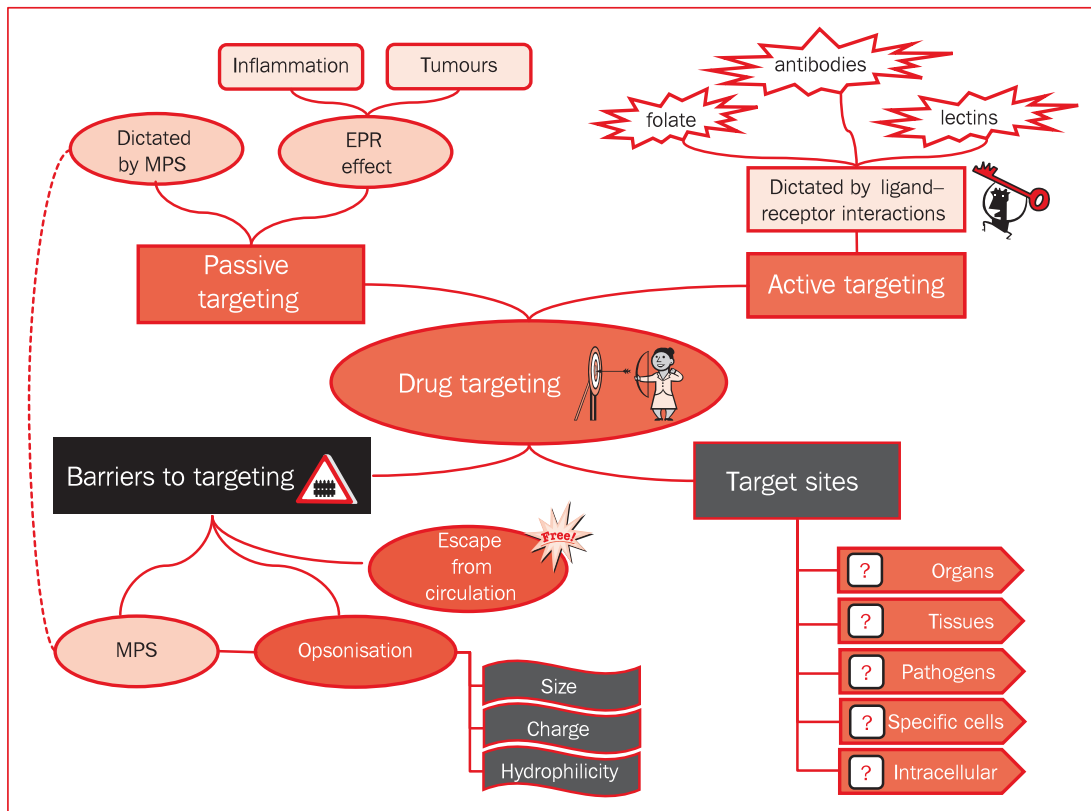 Inflammation
Tumours
antibodies
folate
lectins
Dictated
by MPS
EPR
effect
Dictated by ligand–
receptor interactions
Passive
targeting
Active targeting
Drug targeting
Barriers to targeting
Target sites
Free!
Escape
from
circulation
? Organs
? Tissues
MPS
Opsonisation
? Pathogens
Size
? Specific cells
Charge
? Intracellular
Hydrophilicity